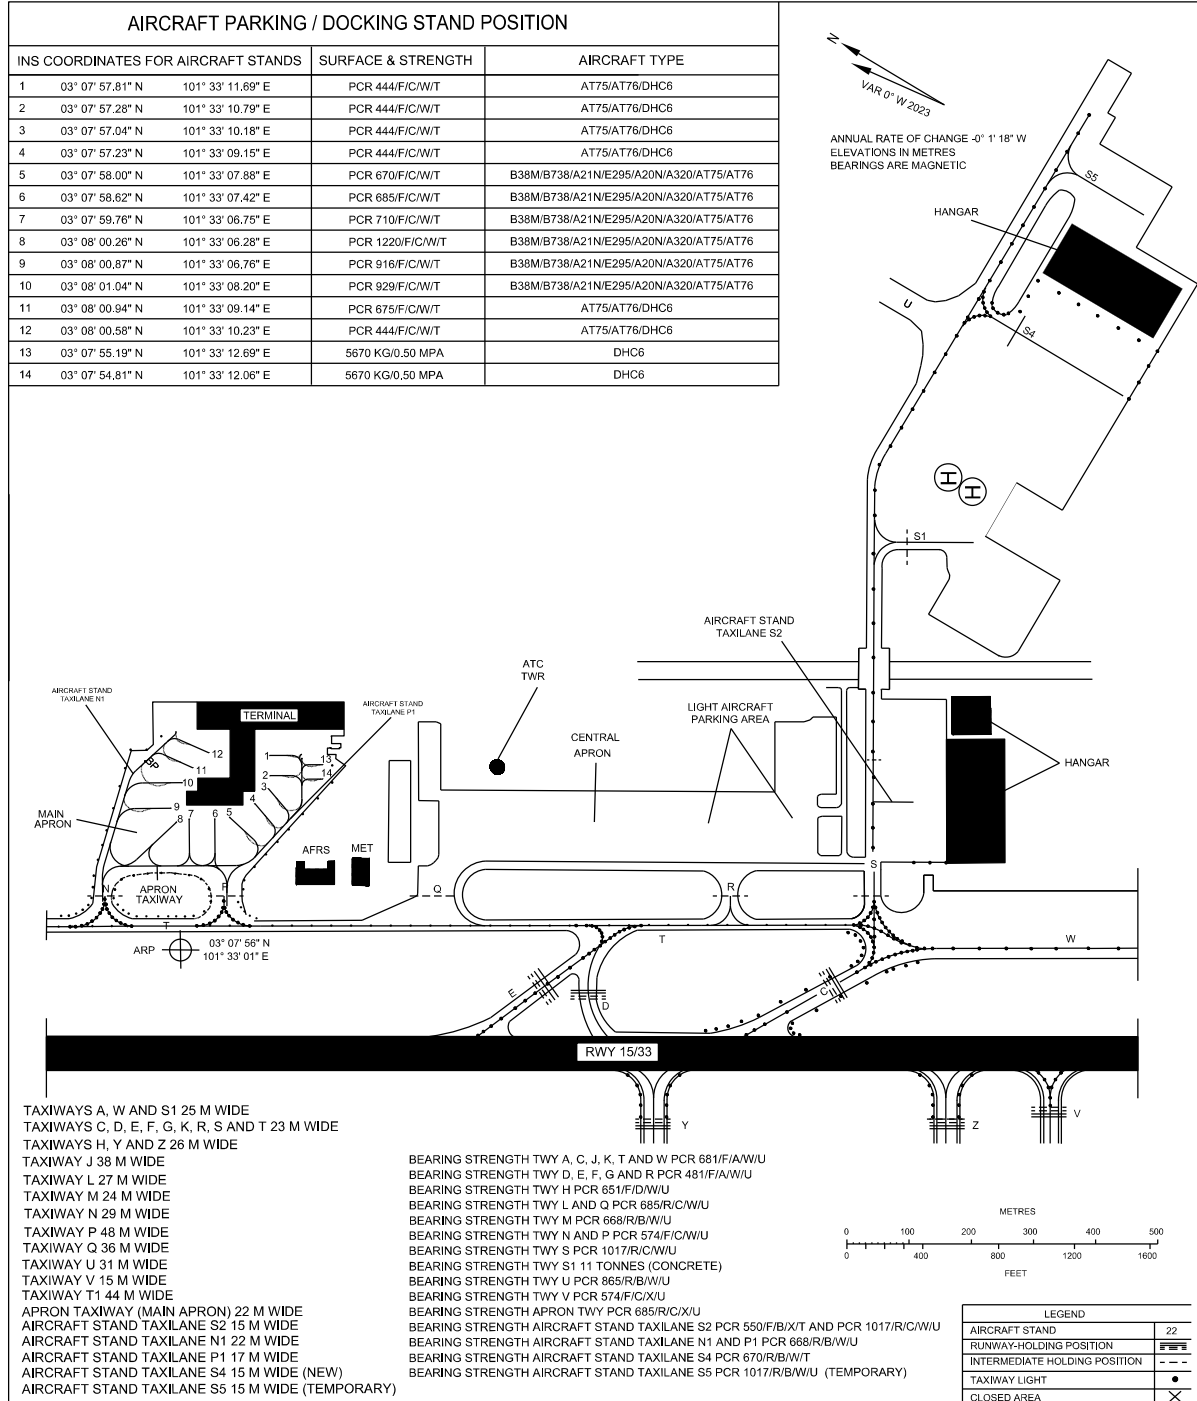 AIRCRAFT PARKING / DOCKING STAND POSITION
INS COORDINATES FOR AIRCRAFT STANDS SURFACE & STRENGTH AIRCRAFT TYPE
1 03° 07' 57.81" N 101° 33' 11.69" E PCR 444/F/C/W/T AT75/AT76/DHC6
2 03° 07' 57.28" N 101° 33' 10.79" E PCR 444/F/C/W/T AT75/AT76/DHC6
3 03° 07' 57.04" N 101° 33' 10.18" E PCR 444/F/C/W/T AT75/AT76/DHC6
4 03° 07' 57.23" N 101° 33' 09.15" E PCR 444/F/C/W/T AT75/AT76/DHC6
5 03° 07' 58.00" N 101° 33' 07.88" E PCR 670/F/C/W/T B38M/B738/A21N/E295/A20N/A320/AT75/AT76
6 03° 07' 58.62" N 101° 33' 07.42" E PCR 685/F/C/W/T B38M/B738/A21N/E295/A20N/A320/AT75/AT76
7 03° 07' 59.76" N 101° 33' 06.75" E PCR 710/F/C/W/T B38M/B738/A21N/E295/A20N/A320/AT75/AT76
8 03° 08' 00.26" N 101° 33' 06.28" E PCR 1220/F/C/W/T B38M/B738/A21N/E295/A20N/A320/AT75/AT76
9 03° 08' 00.87" N 101° 33' 06.76" E PCR 916/F/C/W/T B38M/B738/A21N/E295/A20N/A320/AT75/AT76
10 03° 08' 01.04" N 101° 33' 08.20" E PCR 929/F/C/W/T B38M/B738/A21N/E295/A20N/A320/AT75/AT76
11 03° 08' 00.94" N 101° 33' 09.14" E PCR 675/F/C/W/T AT75/AT76/DHC6
12 03° 08' 00.58" N 101° 33' 10.23" E PCR 444/F/C/W/T AT75/AT76/DHC6
13 03° 07' 55.19" N 101° 33' 12.69" E 5670 KG/0.50 MPA DHC6
14 03° 07' 54.81" N 101° 33' 12.06" E 5670 KG/0.50 MPA DHC6
N
VAR 0° W 2023
ANNUAL RATE OF CHANGE -0° 1' 18" W
ELEVATIONS IN METRES
BEARINGS ARE MAGNETIC
S5
HANGAR
U
S4
H
H
S1
AIRCRAFT STAND
TAXILANE S2
ATC
TWR
AIRCRAFT STAND
TAXILANE N1
AIRCRAFT STAND
TAXILANE P1
TERMINAL
LIGHT AIRCRAFT
PARKING AREA
CENTRAL
APRON
HANGAR
BP
12
11
10
9
8
7
6
5
4
3
2
1
13
14
MAIN
APRON
AFRS
MET
APRON
TAXIWAY
N
P
Q
R
S
T
T
W
ARP
03° 07' 56" N
101° 33' 01" E
E
D
C
RWY 15/33
Y
Z
V
TAXIWAYS A, W AND S1 25 M WIDE
TAXIWAYS C, D, E, F, G, K, R, S AND T 23 M WIDE
TAXIWAYS H, Y AND Z 26 M WIDE
TAXIWAY J 38 M WIDE
TAXIWAY L 27 M WIDE
TAXIWAY M 24 M WIDE
TAXIWAY N 29 M WIDE
TAXIWAY P 48 M WIDE
TAXIWAY Q 36 M WIDE
TAXIWAY U 31 M WIDE
TAXIWAY V 15 M WIDE
TAXIWAY T1 44 M WIDE
APRON TAXIWAY (MAIN APRON) 22 M WIDE
AIRCRAFT STAND TAXILANE S2 15 M WIDE
AIRCRAFT STAND TAXILANE N1 22 M WIDE
AIRCRAFT STAND TAXILANE P1 17 M WIDE
AIRCRAFT STAND TAXILANE S4 15 M WIDE (NEW)
AIRCRAFT STAND TAXILANE S5 15 M WIDE (TEMPORARY)
BEARING STRENGTH TWY A, C, J, K, T AND W PCR 681/F/A/W/U
BEARING STRENGTH TWY D, E, F, G AND R PCR 481/F/A/W/U
BEARING STRENGTH TWY H PCR 651/F/D/W/U
BEARING STRENGTH TWY L AND Q PCR 685/R/C/W/U
BEARING STRENGTH TWY M PCR 668/R/B/W/U
BEARING STRENGTH TWY N AND P PCR 574/F/C/W/U
BEARING STRENGTH TWY S PCR 1017/R/C/W/U
BEARING STRENGTH TWY S1 11 TONNES (CONCRETE)
BEARING STRENGTH TWY U PCR 865/R/B/W/U
BEARING STRENGTH TWY V PCR 574/F/C/X/U
BEARING STRENGTH APRON TWY PCR 685/R/C/X/U
BEARING STRENGTH AIRCRAFT STAND TAXILANE S2 PCR 550/F/B/X/T AND PCR 1017/R/C/W/U
BEARING STRENGTH AIRCRAFT STAND TAXILANE N1 AND P1 PCR 668/R/B/W/U
BEARING STRENGTH AIRCRAFT STAND TAXILANE S4 PCR 670/R/B/W/T
BEARING STRENGTH AIRCRAFT STAND TAXILANE S5 PCR 1017/R/B/W/U (TEMPORARY)
METRES
0 100 200 300 400 500
0 400 800 1200 1600
FEET
LEGEND
AIRCRAFT STAND 22
RUNWAY-HOLDING POSITION
INTERMEDIATE HOLDING POSITION
TAXIWAY LIGHT
CLOSED AREA